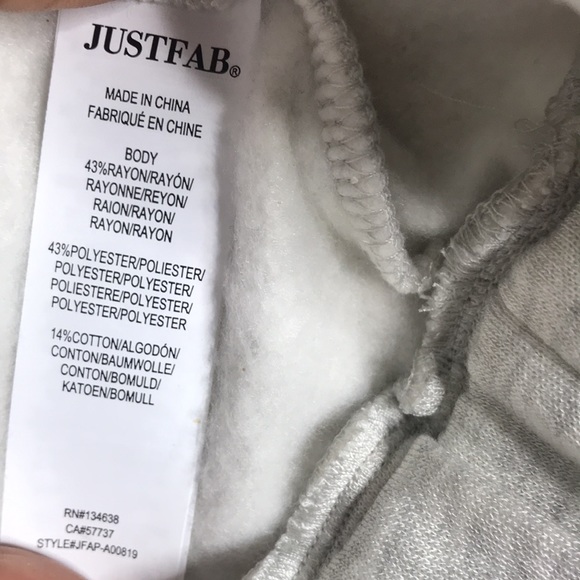 JUSTFAB®
MADE IN CHINA
FABRIQUÉ EN CHINE
BODY
43%RAYON/RAYÓN/
RAYONNE/REYON/
RAION/RAYON/
RAYON/RAYON
43%POLYESTER/POLIESTER/
POLYESTER/POLYESTER/
POLIESTERE/POLYESTER/
POLYESTER/POLYESTER
14%COTTON/ALGODÓN/
CONTON/BAUMWOLLE/
CONTON/BOMULD/
KATOEN/BOMULL
RN#134638
CA#57737
STYLE#JFAP-A00819